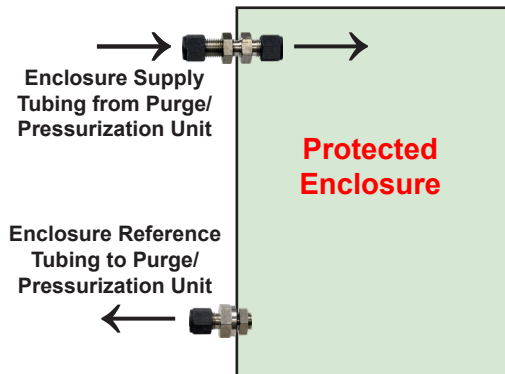 Enclosure Supply
Tubing from Purge/
Pressurization Unit
Protected
Enclosure
Enclosure Reference
Tubing to Purge/
Pressurization Unit